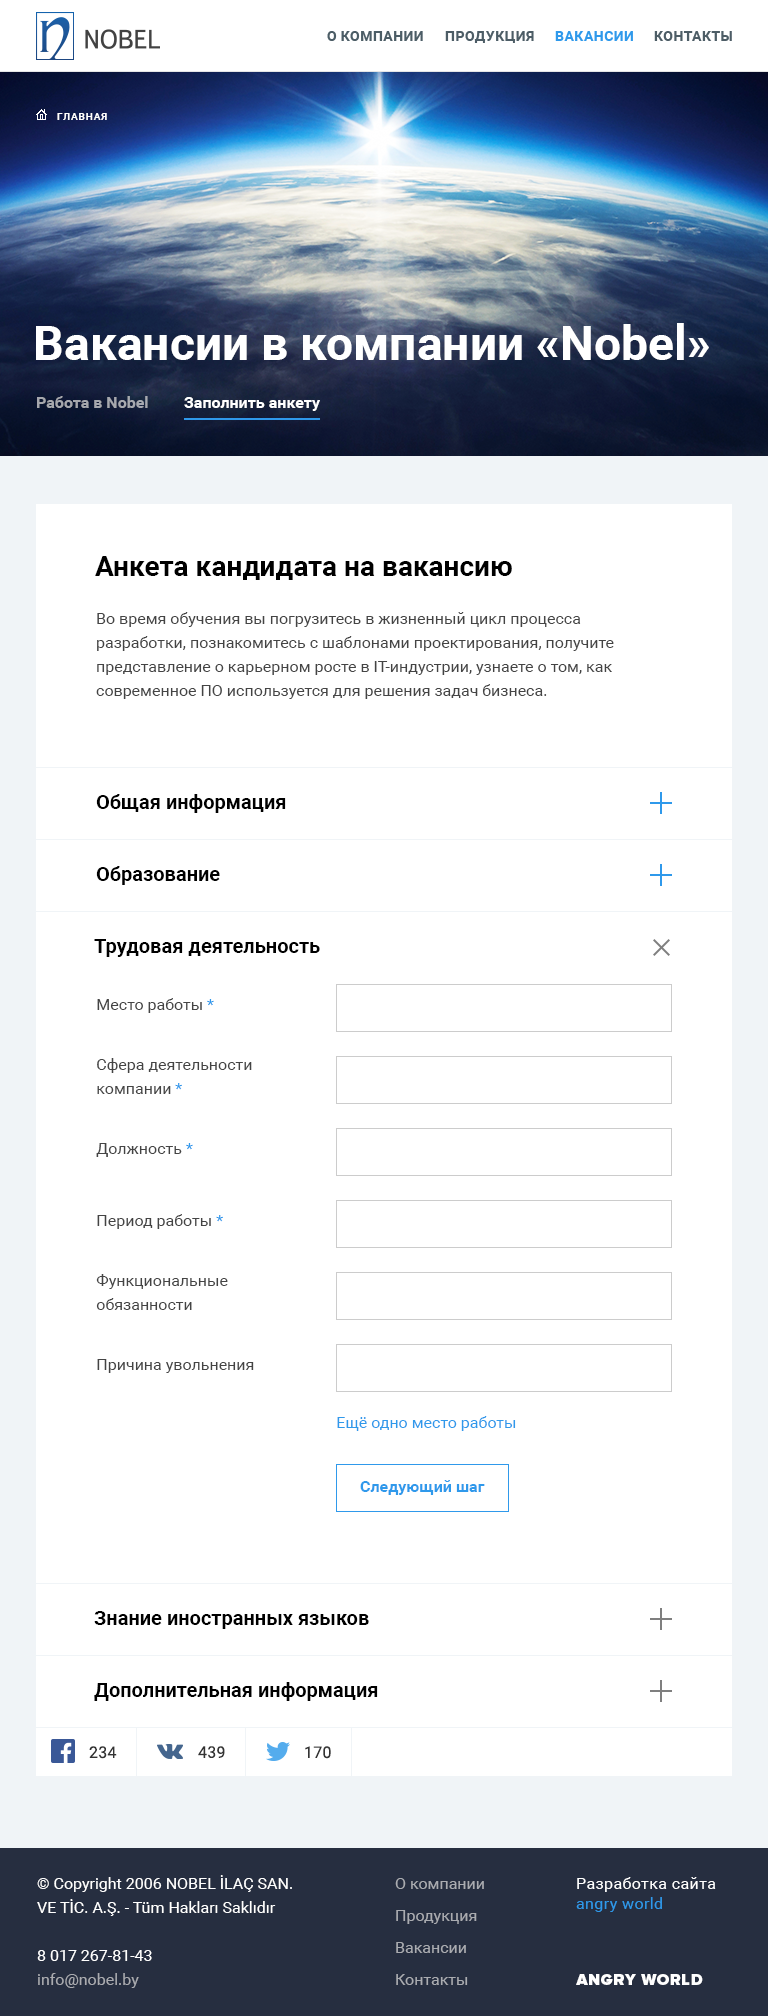 n NOBEL
О КОМПАНИИ ПРОДУКЦИЯ ВАКАНСИИ КОНТАКТЫ
ГЛАВНАЯ
Вакансии в компании «Nobel»
Работа в Nobel Заполнить анкету
Анкета кандидата на вакансию
Во время обучения вы погрузитесь в жизненный цикл процесса
разработки, познакомитесь с шаблонами проектирования, получите
представление о карьерном росте в IT-индустрии, узнаете о том, как
современное ПО используется для решения задач бизнеса.
Общая информация
Образование
Трудовая деятельность
Место работы *
Сфера деятельности
компании *
Должность *
Период работы *
Функциональные
обязанности
Причина увольнения
Ещё одно место работы
Следующий шаг
Знание иностранных языков
Дополнительная информация
234 439 170
© Copyright 2006 NOBEL İLAÇ SAN.
VE TİC. A.Ş. - Tüm Hakları Saklıdır
8 017 267-81-43
info@nobel.by
О компании
Продукция
Вакансии
Контакты
Разработка сайта
angry world
ANGRY WORLD